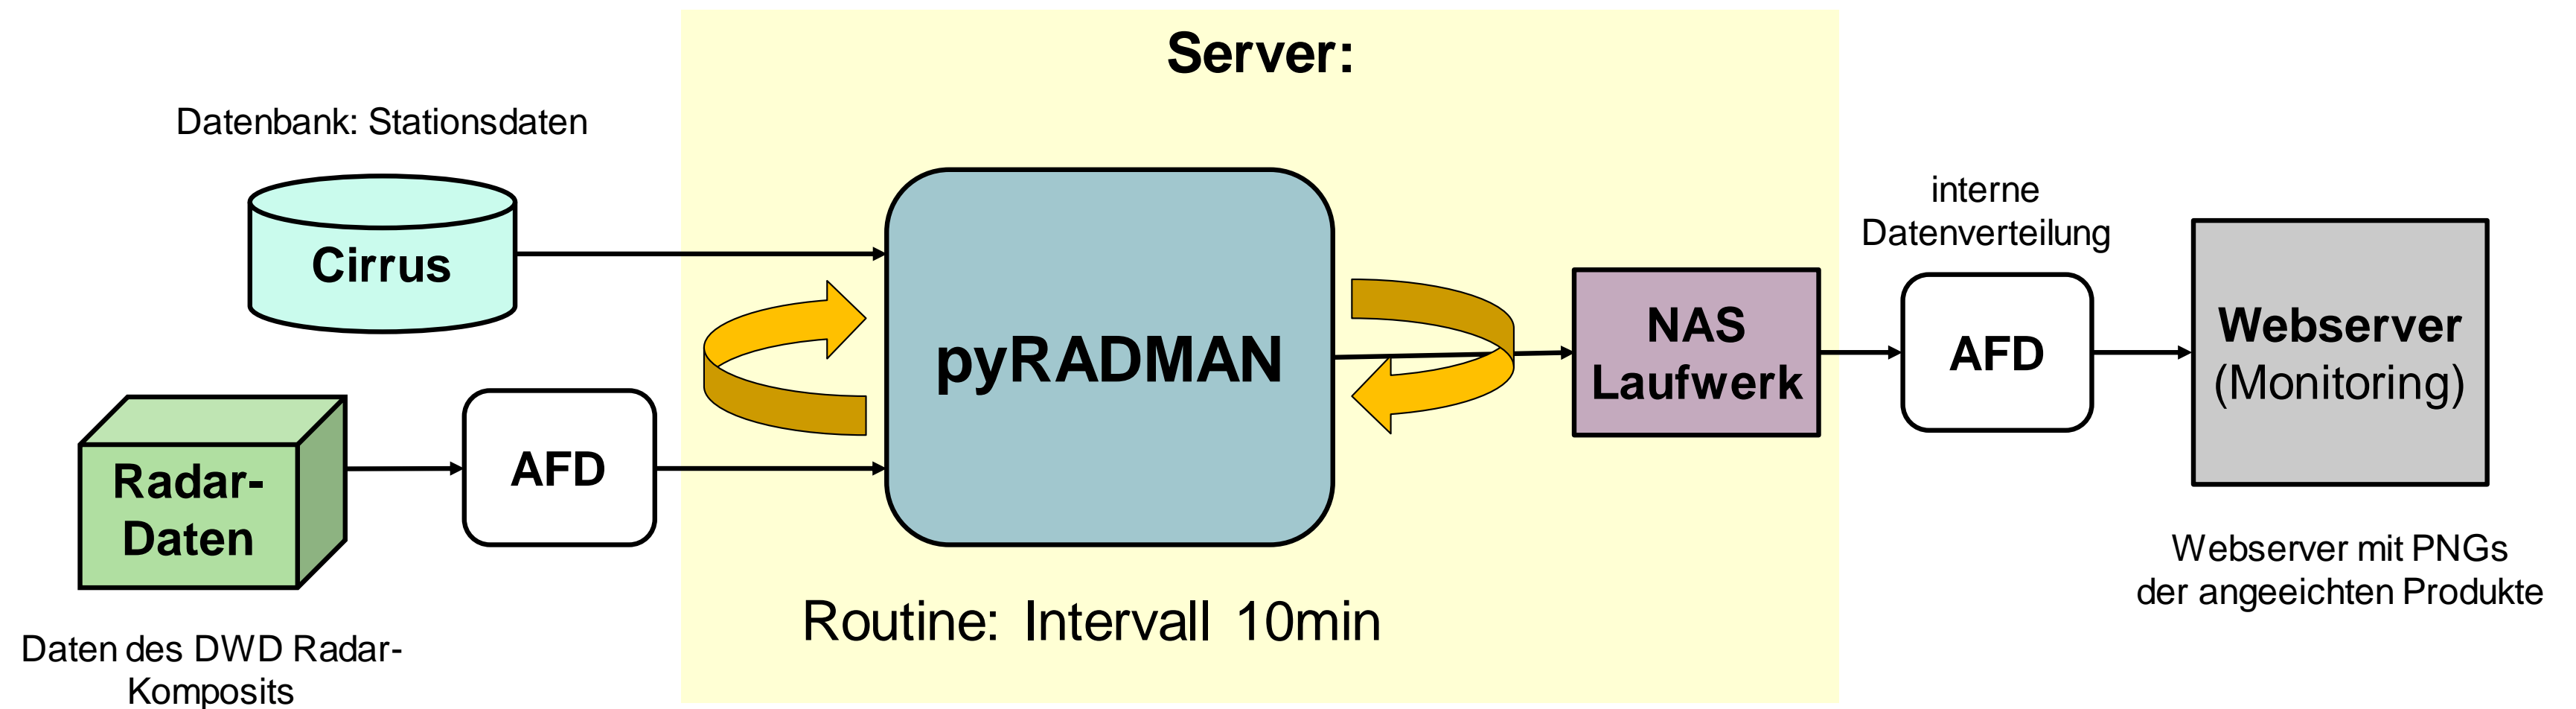 Server:
Datenbank: Stationsdaten
Cirrus
Radar-
Daten
Daten des DWD Radar-
Komposits
AFD
pyRADMAN
Routine: Intervall 10min
NAS
Laufwerk
interne
Datenverteilung
AFD
Webserver
(Monitoring)
Webserver mit PNGs
der angeeichten Produkte